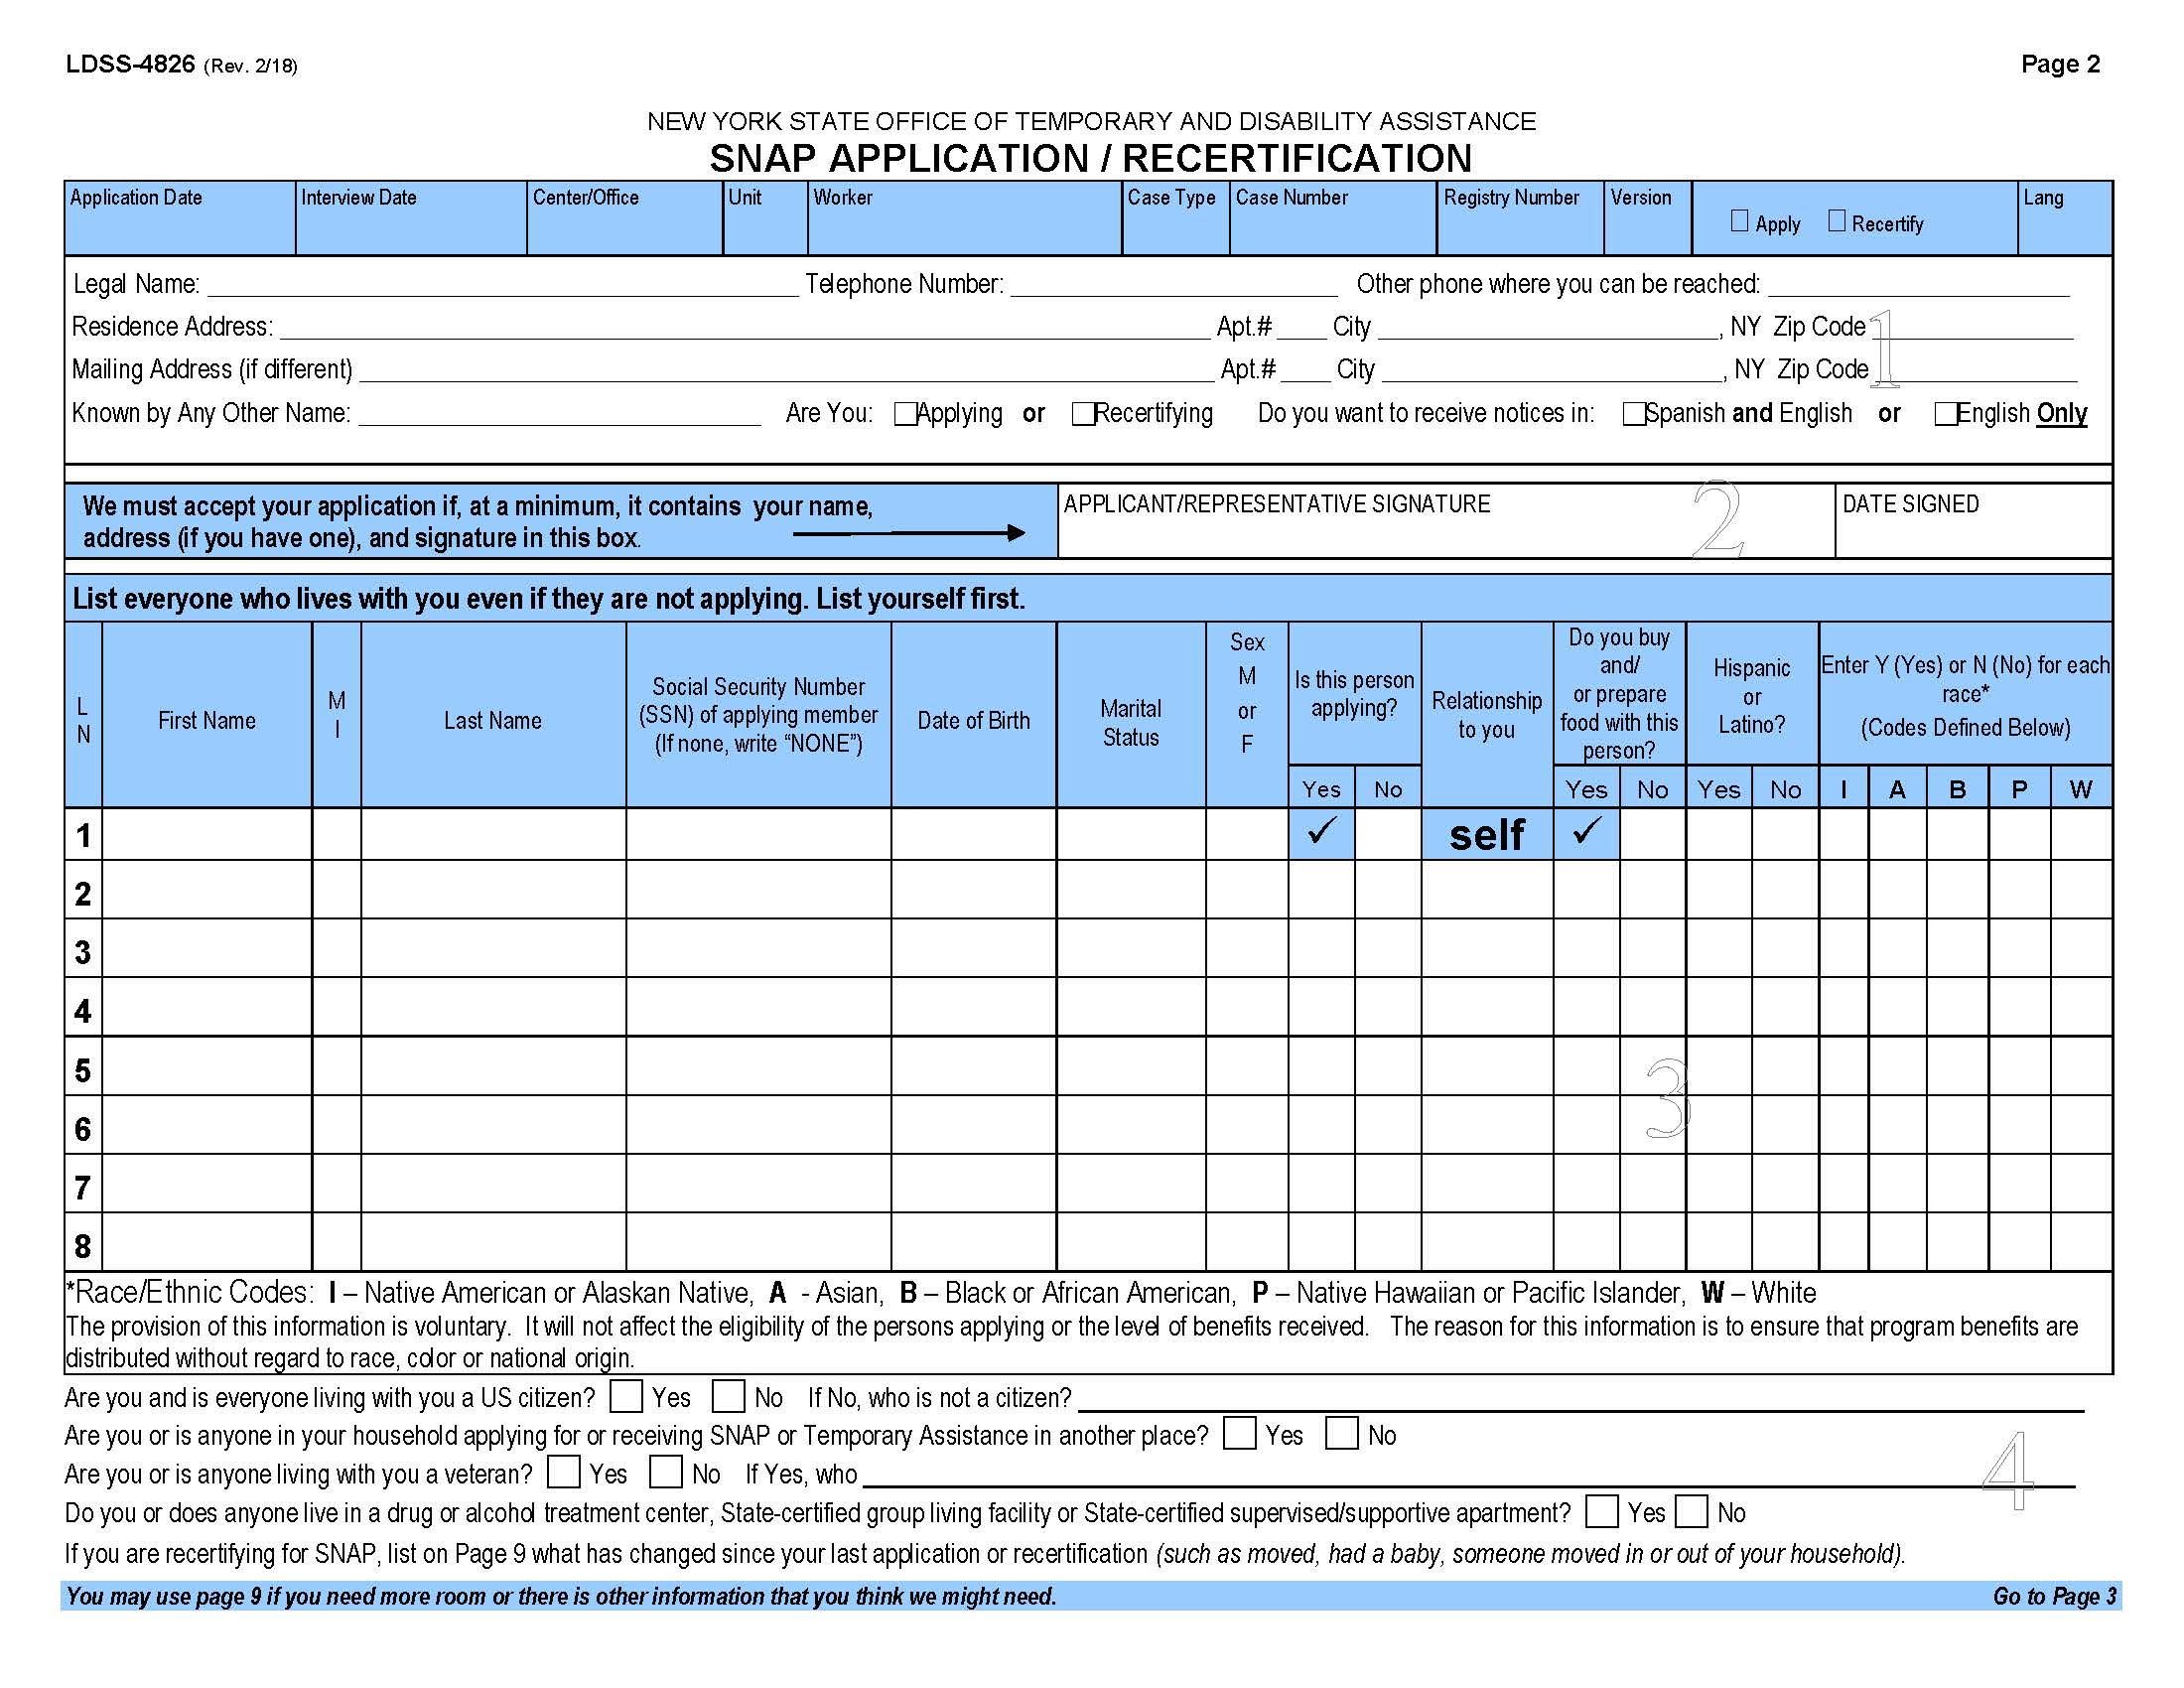 LDSS-4826 (Rev. 2/18) Page 2
NEW YORK STATE OFFICE OF TEMPORARY AND DISABILITY ASSISTANCE
SNAP APPLICATION / RECERTIFICATION
Application Date Interview Date Center/Office Unit Worker Case Type Case Number Registry Number Version Lang
☐ Apply ☐ Recertify
Legal Name: ____ Telephone Number: ____ Other phone where you can be reached: ____
Residence Address: ____ Apt.# ____ City ____, NY Zip Code ____
1
Mailing Address (if different) ____ Apt.# ____ City ____, NY Zip Code ____
Known by Any Other Name: ____ Are You: ☐Applying or ☐Recertifying Do you want to receive notices in: ☐Spanish and English or ☐English Only
We must accept your application if, at a minimum, it contains your name,
address (if you have one), and signature in this box.
APPLICANT/REPRESENTATIVE SIGNATURE
2
DATE SIGNED
List everyone who lives with you even if they are not applying. List yourself first.
L
N
First Name
M
I
Last Name
Social Security Number
(SSN) of applying member
(If none, write “NONE”)
Date of Birth
Marital
Status
Sex
M
or
F
Is this person
applying?
Yes No
Relationship
to you
Do you buy
and/
or prepare
food with this
person?
Yes No
Hispanic
or
Latino?
Yes No
Enter Y (Yes) or N (No) for each
race*
(Codes Defined Below)
I A B P W
1 ✓ self ✓
2
3
4
5
3
6
7
8
*Race/Ethnic Codes: I – Native American or Alaskan Native, A - Asian, B – Black or African American, P – Native Hawaiian or Pacific Islander, W – White
The provision of this information is voluntary. It will not affect the eligibility of the persons applying or the level of benefits received. The reason for this information is to ensure that program benefits are
distributed without regard to race, color or national origin.
Are you and is everyone living with you a US citizen? ☐ Yes ☐ No If No, who is not a citizen? ____
Are you or is anyone in your household applying for or receiving SNAP or Temporary Assistance in another place? ☐ Yes ☐ No
4
Are you or is anyone living with you a veteran? ☐ Yes ☐ No If Yes, who ____
Do you or does anyone live in a drug or alcohol treatment center, State-certified group living facility or State-certified supervised/supportive apartment? ☐ Yes ☐ No
If you are recertifying for SNAP, list on Page 9 what has changed since your last application or recertification (such as moved, had a baby, someone moved in or out of your household).
You may use page 9 if you need more room or there is other information that you think we might need. Go to Page 3